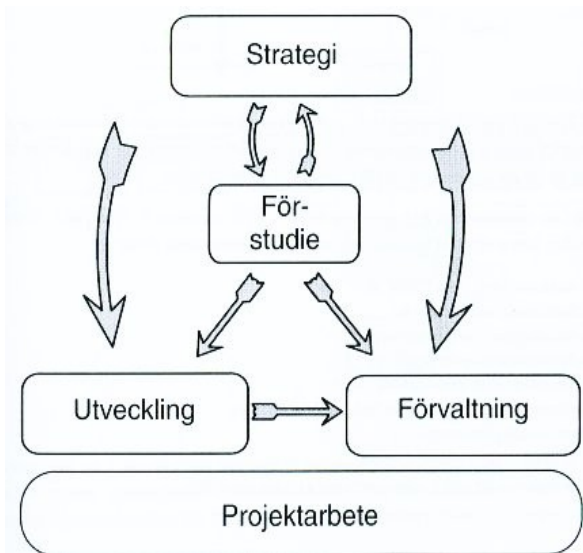 Strategi
För-
studie
Utveckling
Förvaltning
Projektarbete